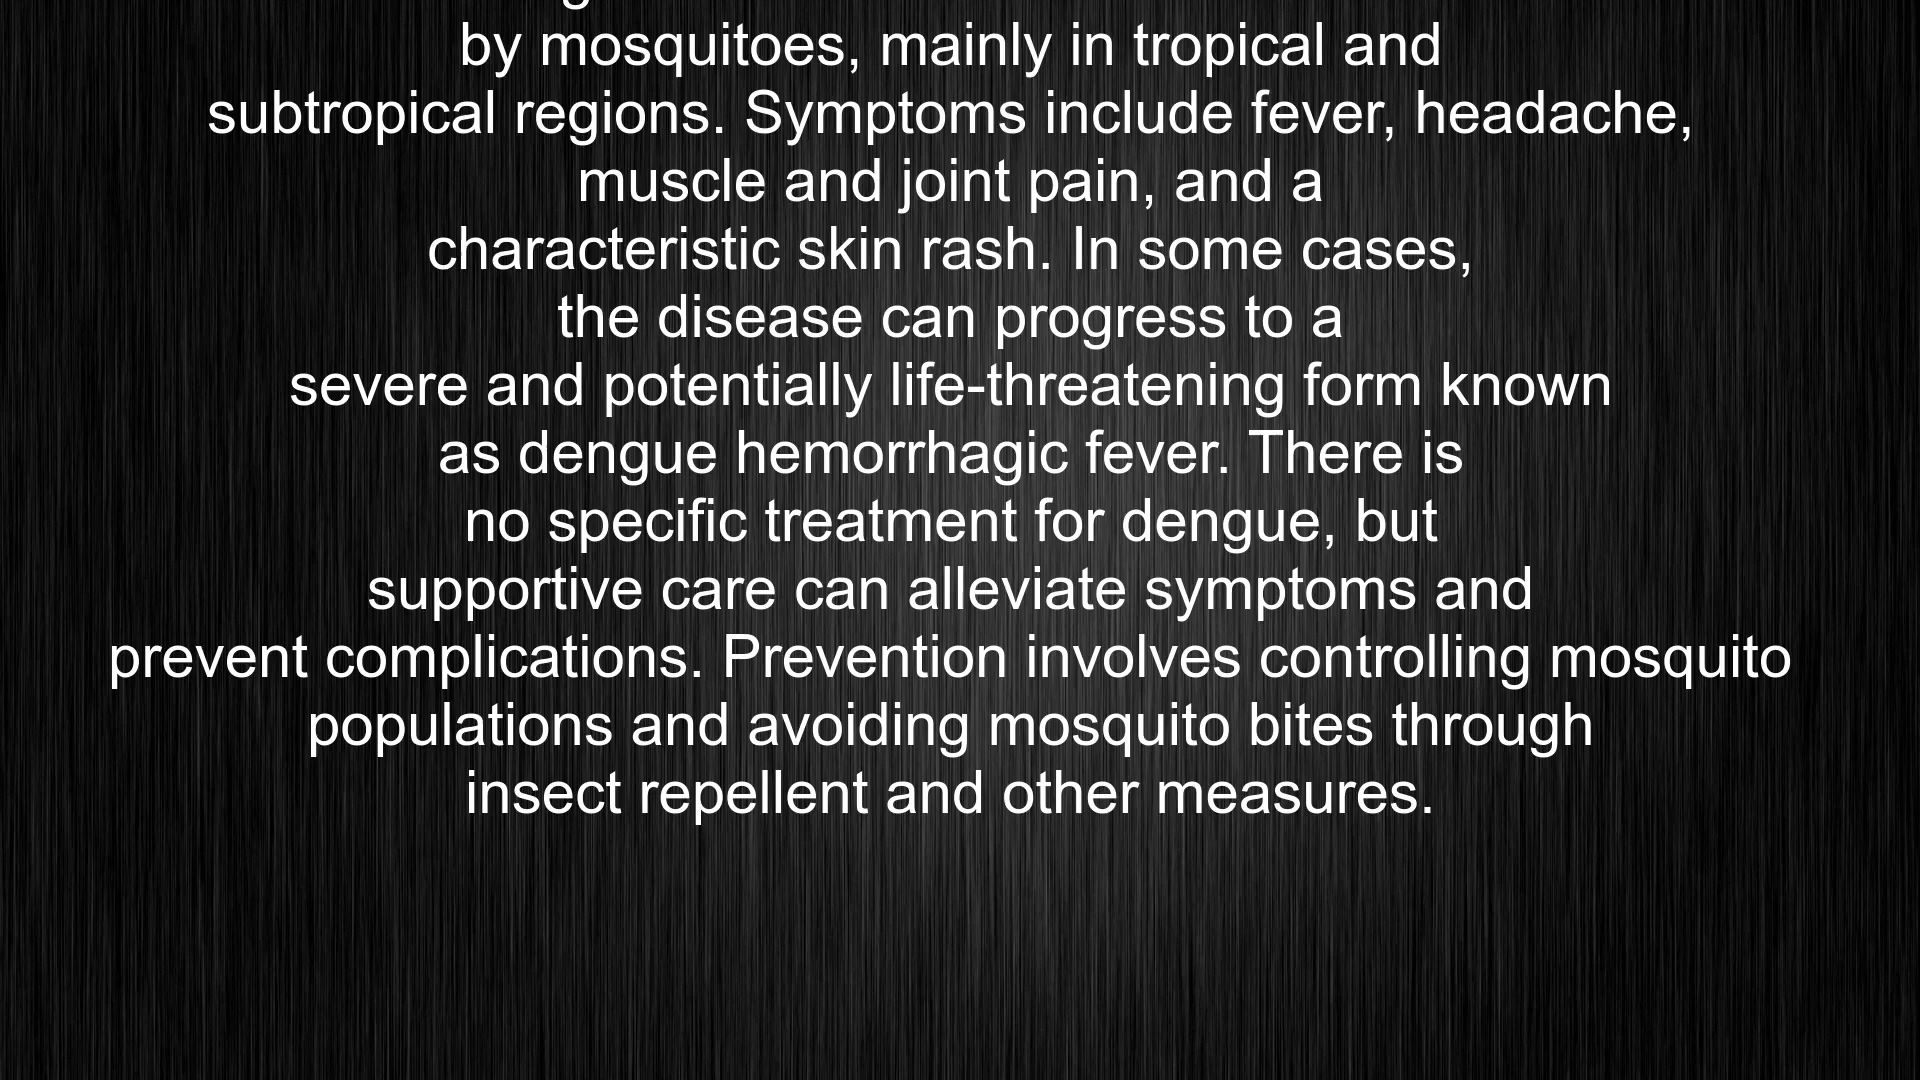 by mosquitoes, mainly in tropical and
subtropical regions. Symptoms include fever, headache,
muscle and joint pain, and a
characteristic skin rash. In some cases,
the disease can progress to a
severe and potentially life-threatening form known
as dengue hemorrhagic fever. There is
no specific treatment for dengue, but
supportive care can alleviate symptoms and
prevent complications. Prevention involves controlling mosquito
populations and avoiding mosquito bites through
insect repellent and other measures.